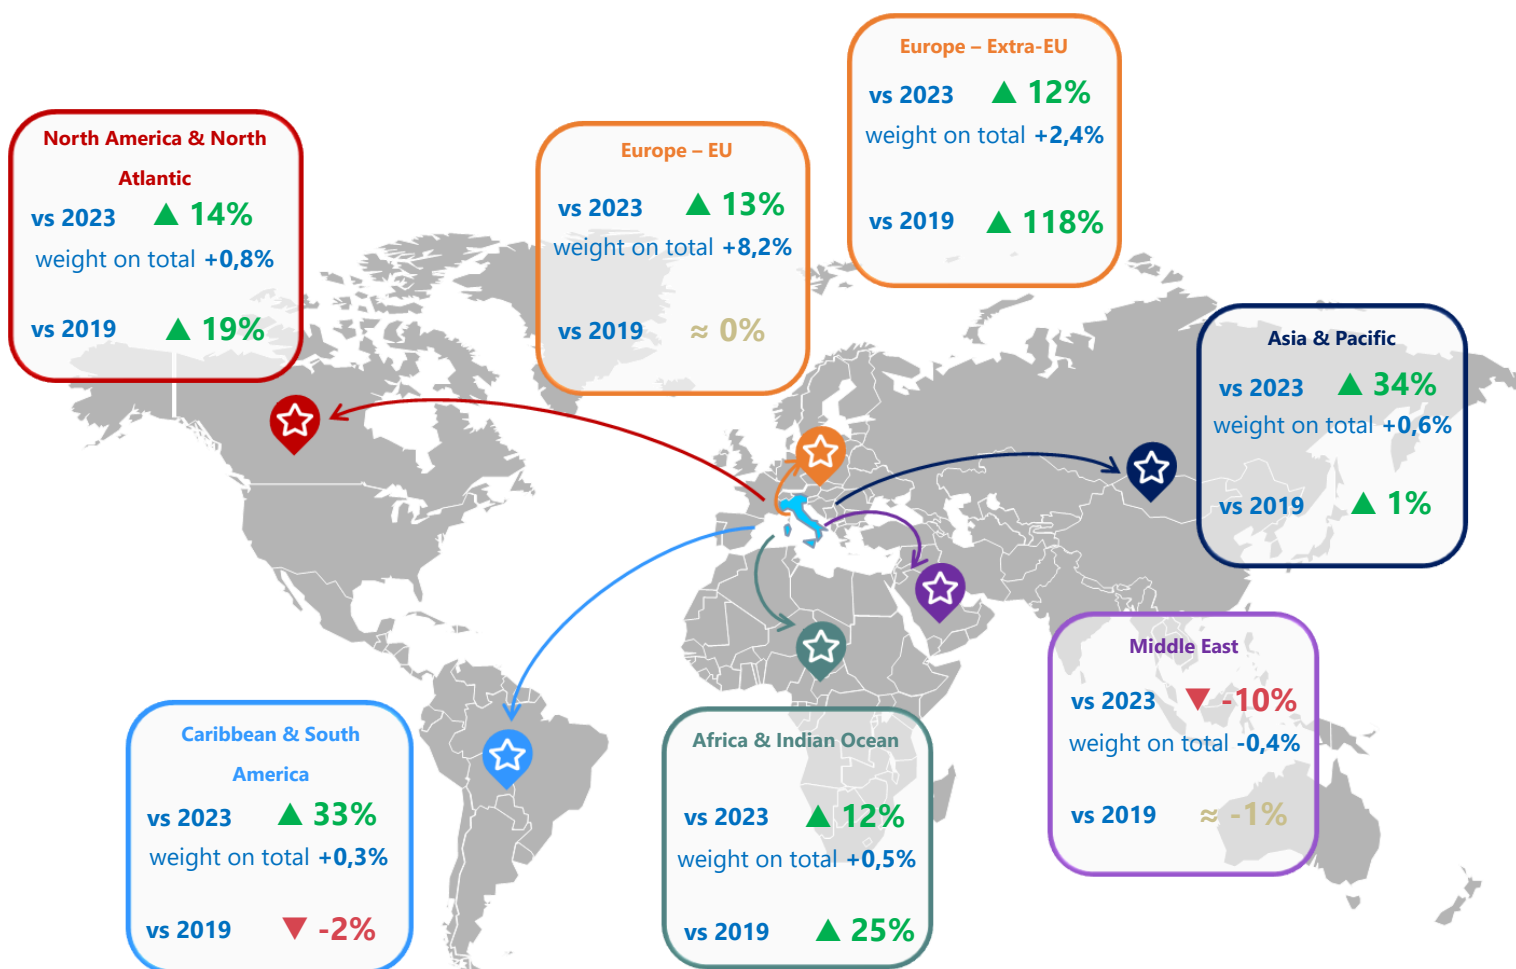 North America & North
Atlantic
vs 2023 ▲ 14%
weight on total +0,8%
vs 2019 ▲ 19%
Europe – EU
vs 2023 ▲ 13%
weight on total +8,2%
vs 2019 ≈ 0%
Europe – Extra-EU
vs 2023 ▲ 12%
weight on total +2,4%
vs 2019 ▲ 118%
Asia & Pacific
vs 2023 ▲ 34%
weight on total +0,6%
vs 2019 ▲ 1%
Caribbean & South
America
vs 2023 ▲ 33%
weight on total +0,3%
vs 2019 ▼ -2%
Africa & Indian Ocean
vs 2023 ▲ 12%
weight on total +0,5%
vs 2019 ▲ 25%
Middle East
vs 2023 ▼ -10%
weight on total -0,4%
vs 2019 ≈ -1%